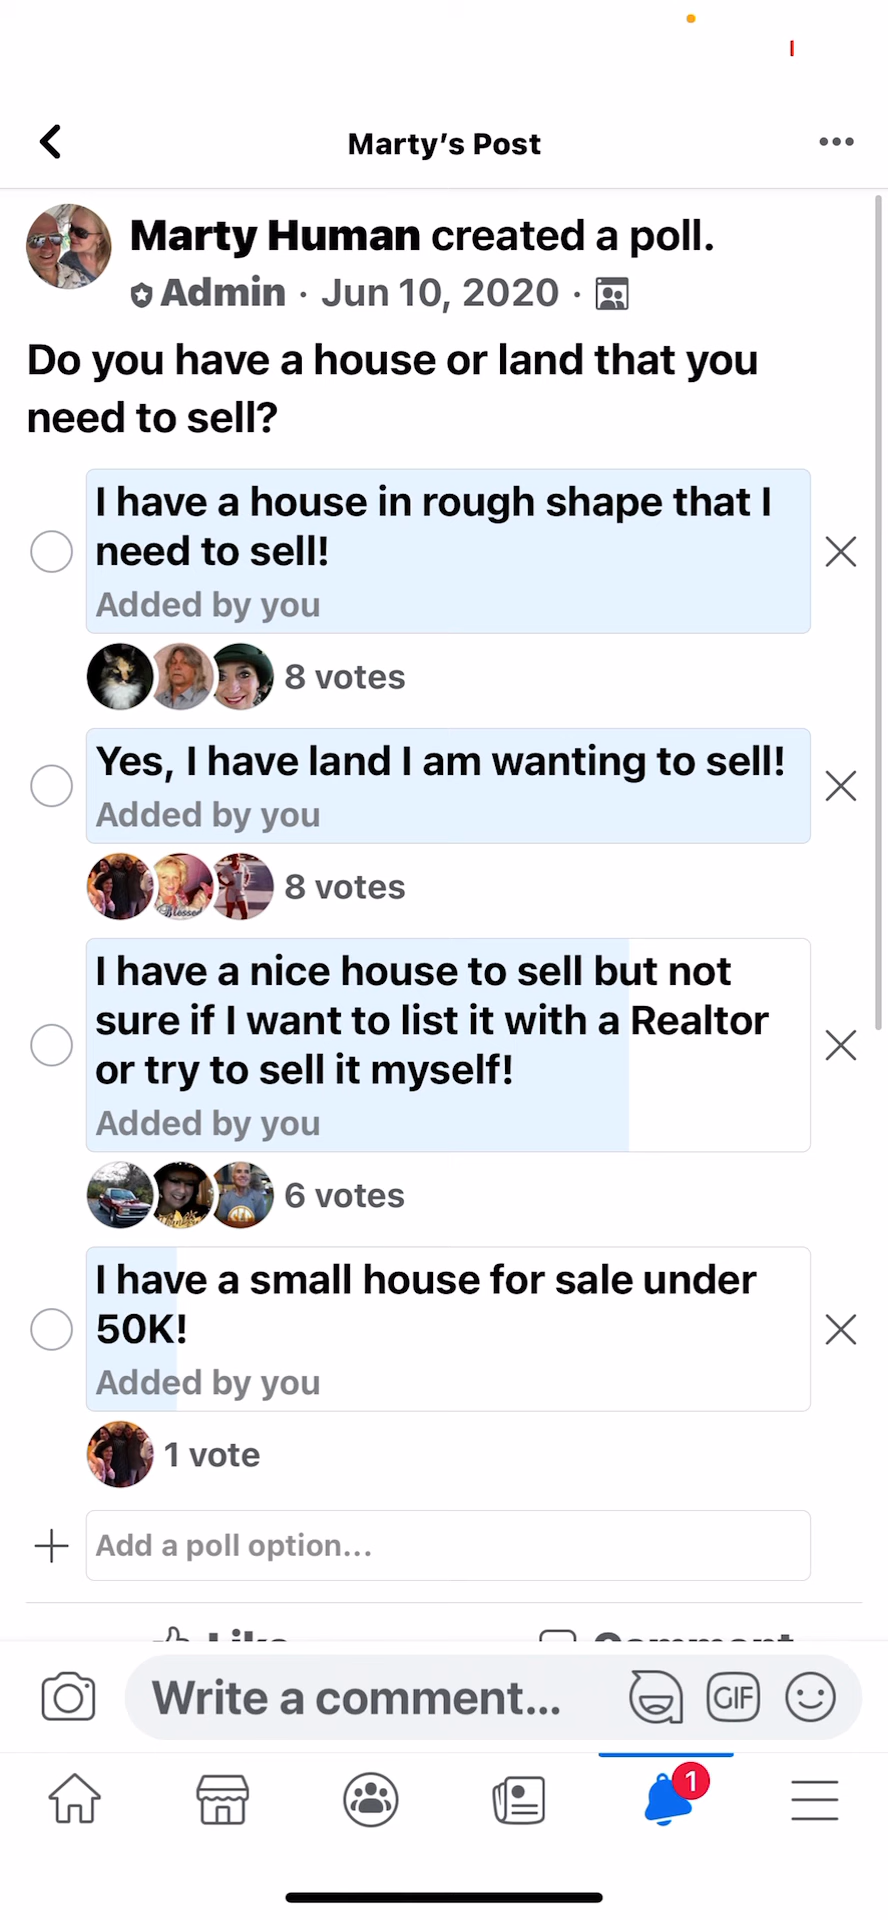 Marty's Post
Marty Human created a poll.
Admin · Jun 10, 2020 ·
Do you have a house or land that you
need to sell?
I have a house in rough shape that I
need to sell!
Added by you
8 votes
Yes, I have land I am wanting to sell!
Added by you
Blessed
8 votes
I have a nice house to sell but not
sure if I want to list it with a Realtor
or try to sell it myself!
Added by you
6 votes
I have a small house for sale under
50K!
Added by you
1 vote
Add a poll option...
Like
Comment
Write a comment...
GIF
1